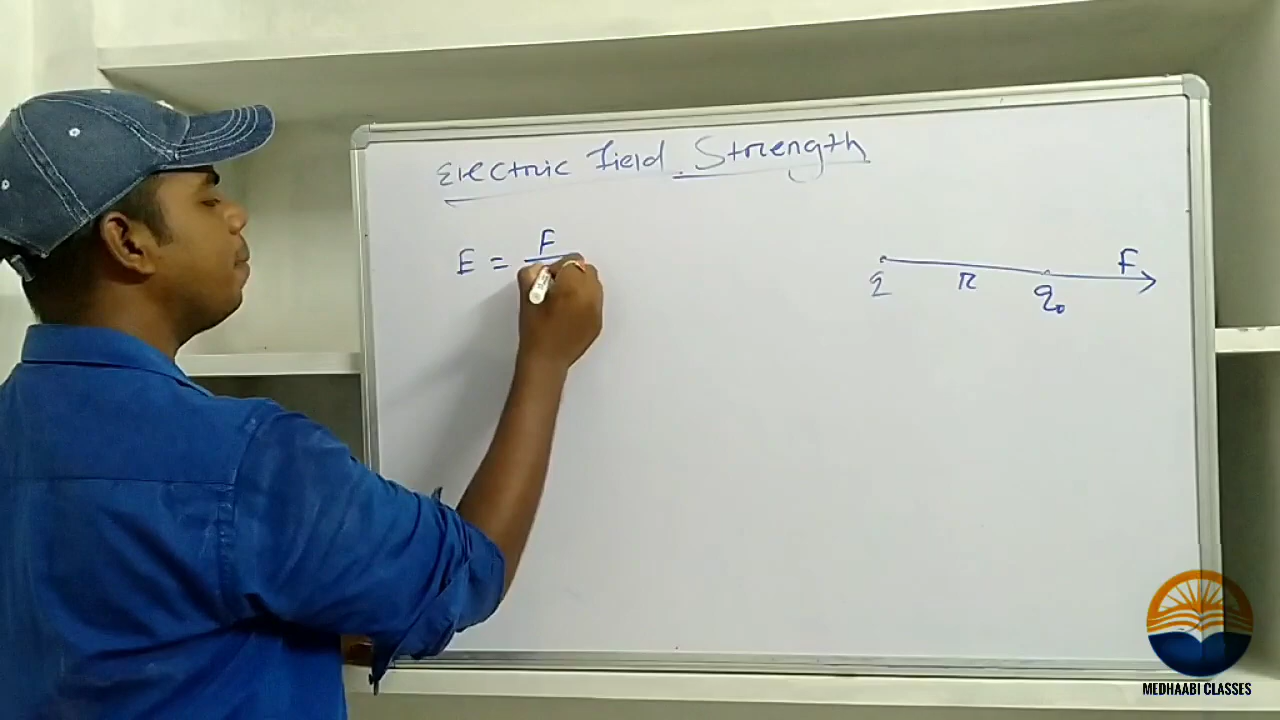 Electric Field Strength
F
E =
F
q r q₀
MEDHAABI CLASSES